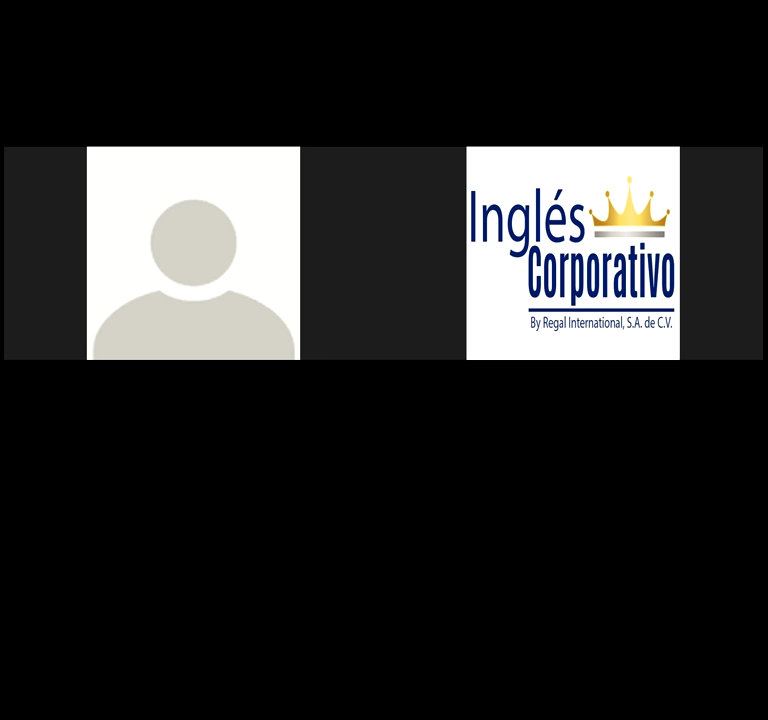 Inglés
Corporativo
By Regal International, S.A. de C.V.